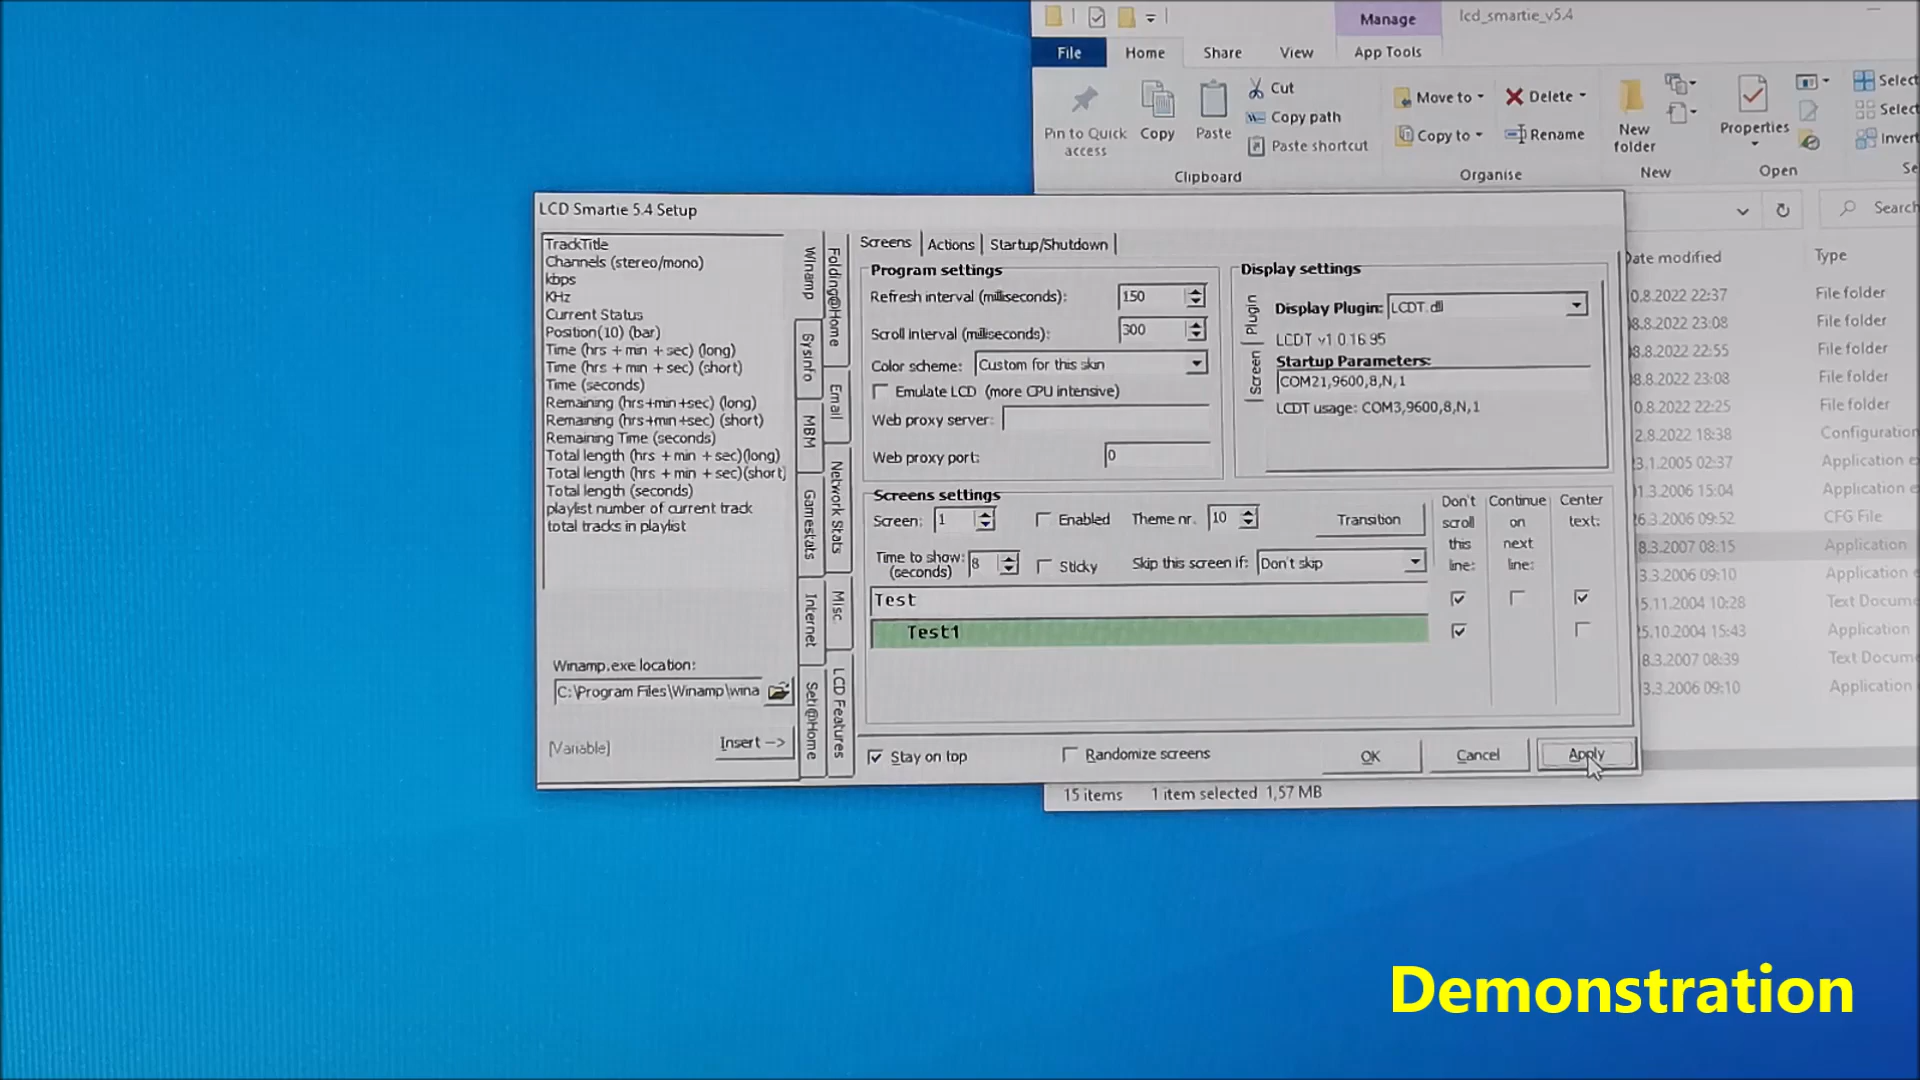 Manage
lcd_smartie_v5.4
File
Home
Share
View
App Tools
Pin to Quick access
Copy
Paste
Cut
Copy path
Paste shortcut
Move to
Copy to
Delete
Rename
New folder
Properties
Select
Select
Invert
Clipboard
Organise
New
Open
Se
LCD Smartie 5.4 Setup
TrackTitle
Channels (stereo/mono)
kbps
KHz
Current Status
Position(10) (bar)
Time (hrs + min + sec) (long)
Time (hrs + min + sec) (short)
Time (seconds)
Remaining (hrs+min+sec) (long)
Remaining (hrs+min+sec) (short)
Remaining Time (seconds)
Total length (hrs + min + sec)(long)
Total length (hrs + min + sec)(short)
Total length (seconds)
playlist number of current track
total tracks in playlist
Winamp.exe location:
C:\Program Files\Winamp\wina
[Variable]
Insert -->
Winamp
SysInfo
MBM
Gamestats
Internet
Seti@Home
Folding@Home
Email
Network Stats
Misc
LCD Features
Screens
Actions
Startup/Shutdown
Program settings
Refresh interval (milliseconds):
150
Scroll interval (milliseconds):
300
Color scheme:
Custom for this skin
Emulate LCD (more CPU intensive)
Web proxy server:
Web proxy port:
0
Display settings
Plugin
Screen
Display Plugin:
LCDT.dll
LCDT v1.0.16.95
Startup Parameters:
COM21,9600,8,N,1
LCDT usage: COM3,9600,8,N,1
Screens settings
Screen:
1
Enabled
Theme nr.
10
Transition
Don't scroll this line:
Continue on next line:
Center text:
Time to show: (seconds)
8
Sticky
Skip this screen if:
Don't skip
Test
Test1
Stay on top
Randomize screens
OK
Cancel
Apply
Search
Date modified
Type
0.8.2022 22:37
File folder
8.8.2022 23:08
File folder
8.8.2022 22:55
File folder
8.8.2022 23:08
File folder
0.8.2022 22:25
File folder
2.8.2022 18:38
Configuration
3.1.2005 02:37
Application e
1.3.2006 15:04
Application e
6.3.2006 09:52
CFG File
8.3.2007 08:15
Application
3.3.2006 09:10
Application e
5.11.2004 10:28
Text Docume
5.10.2004 15:43
Application
8.3.2007 08:39
Text Docum
3.3.2006 09:10
Application
15 items
1 item selected 1,57 MB
Demonstration